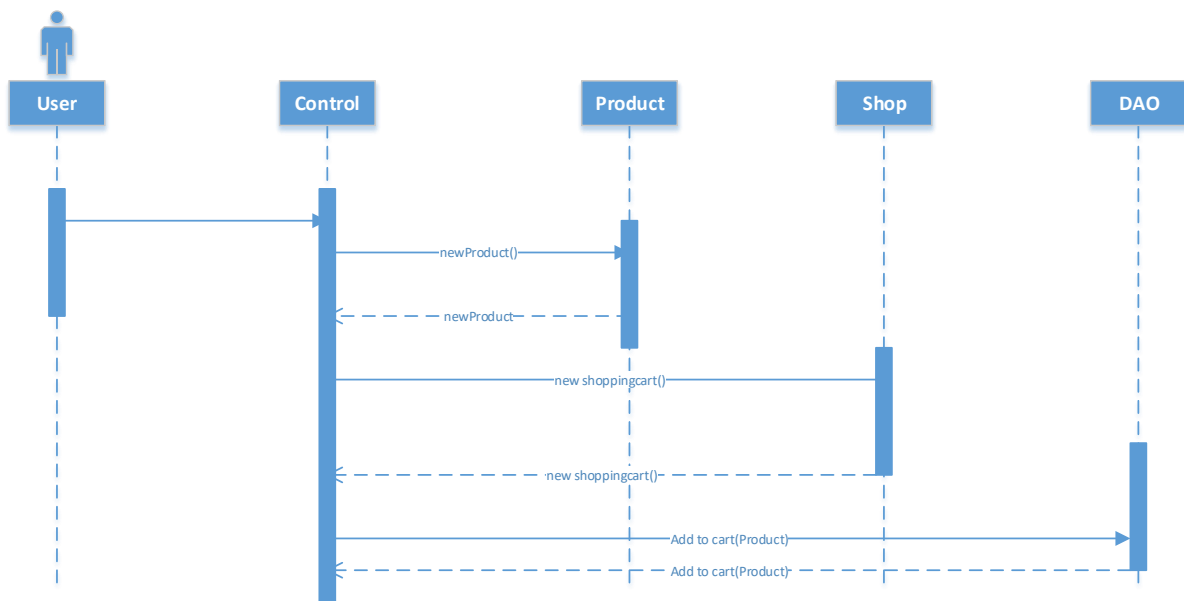 User
Control
Product
Shop
DAO
newProduct()
newProduct
new shoppingcart()
new shoppingcart()
Add to cart(Product)
Add to cart(Product)